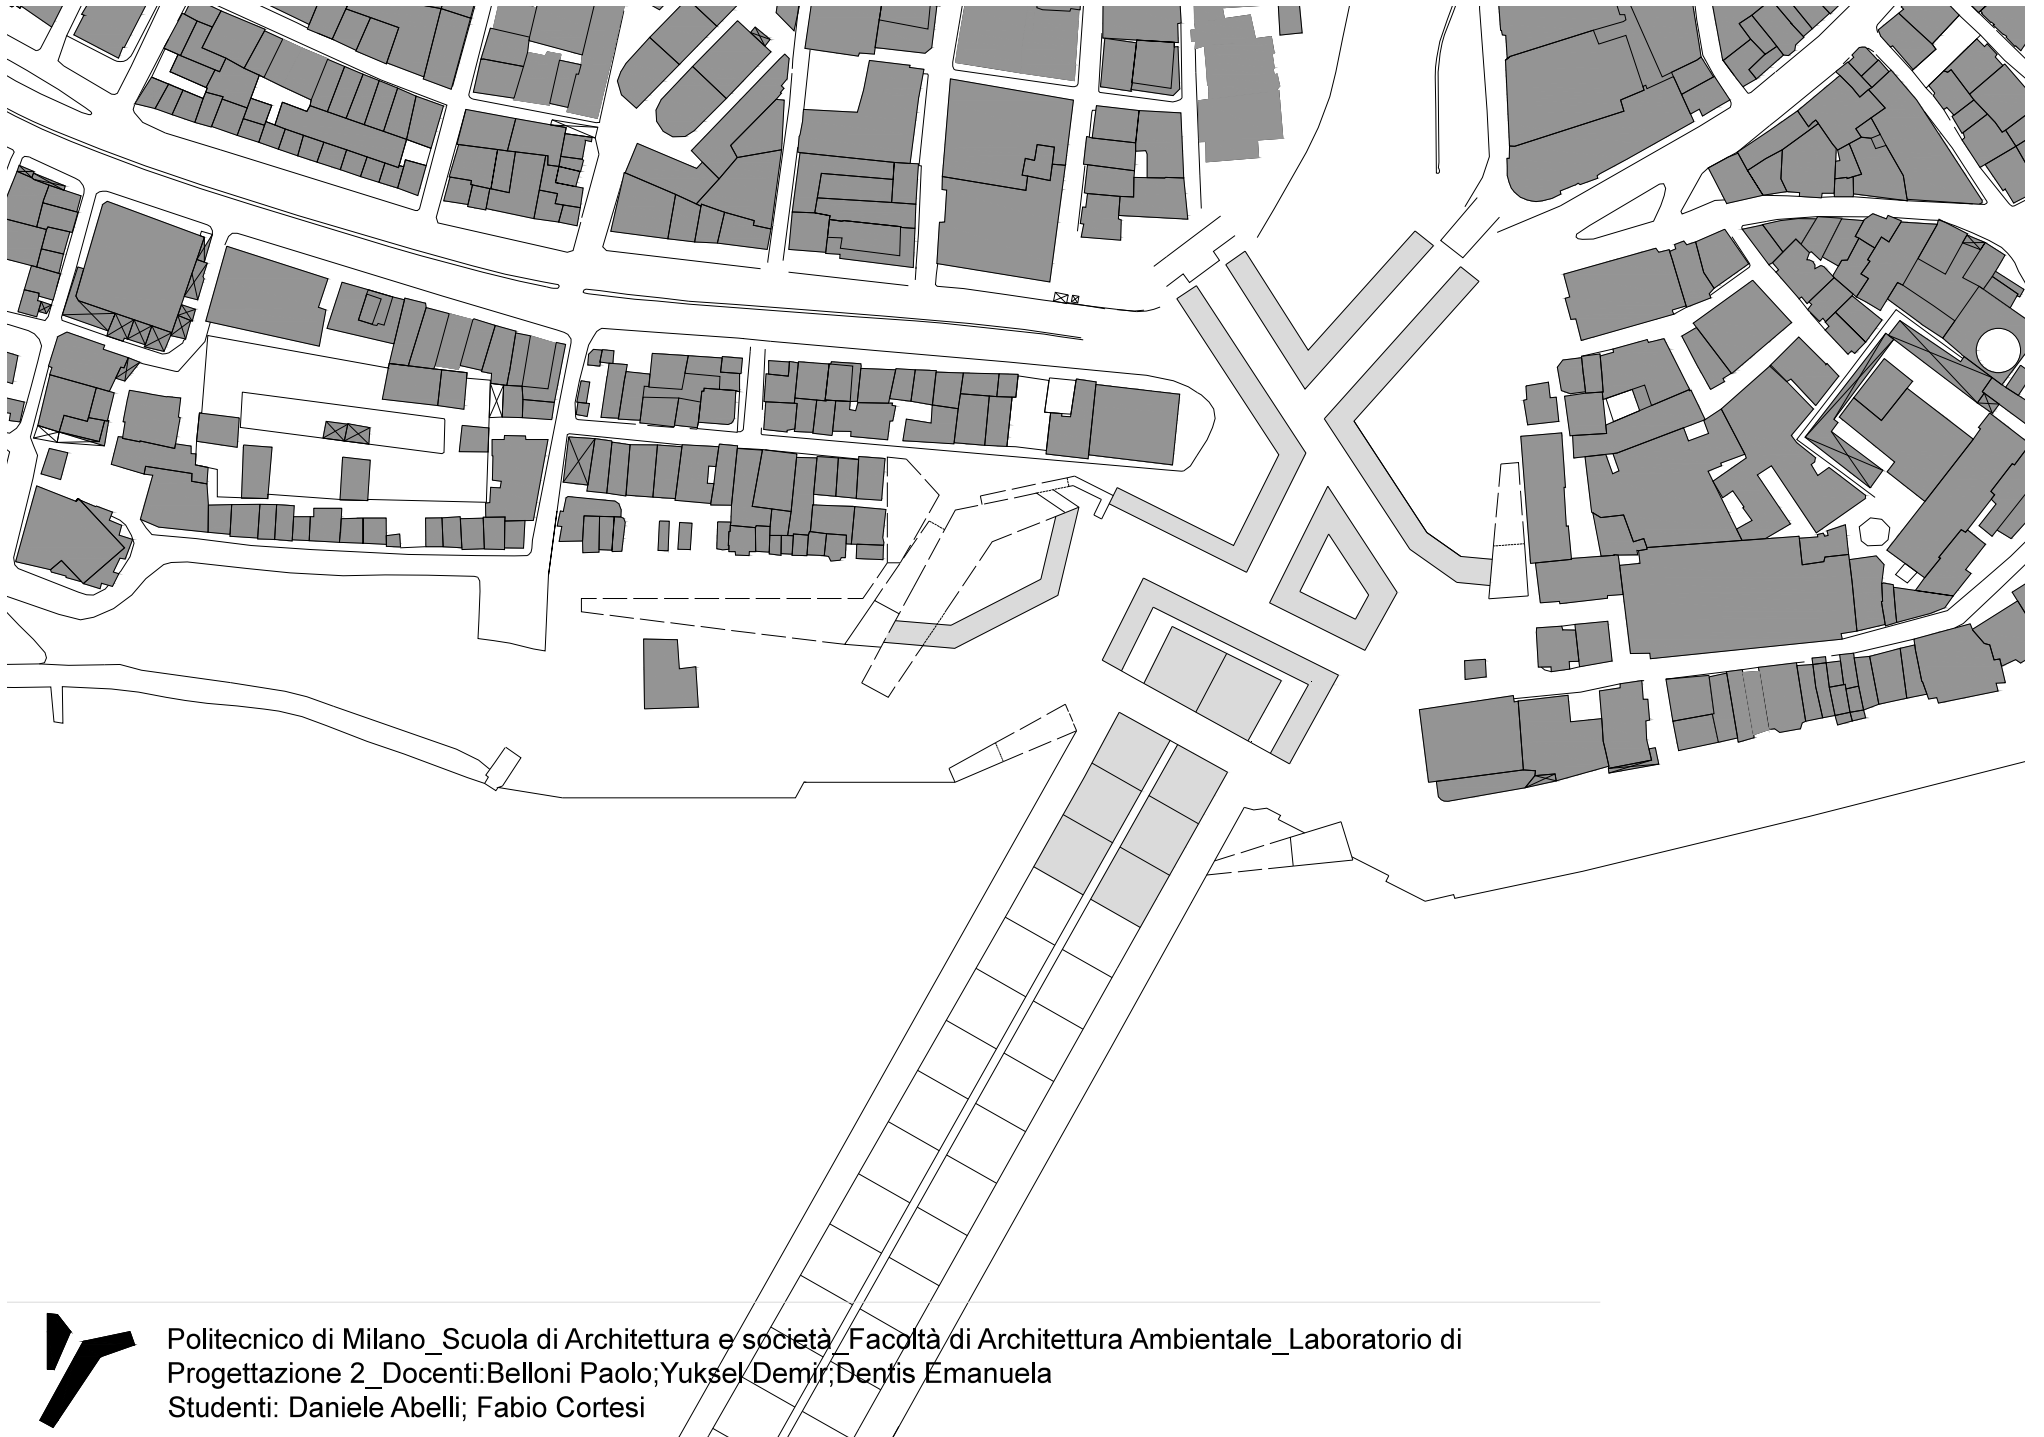 Politecnico di Milano_Scuola di Architettura e società_Facoltà di Architettura Ambientale_Laboratorio di
Progettazione 2_Docenti:Belloni Paolo;Yuksel Demir;Dentis Emanuela
Studenti: Daniele Abelli; Fabio Cortesi